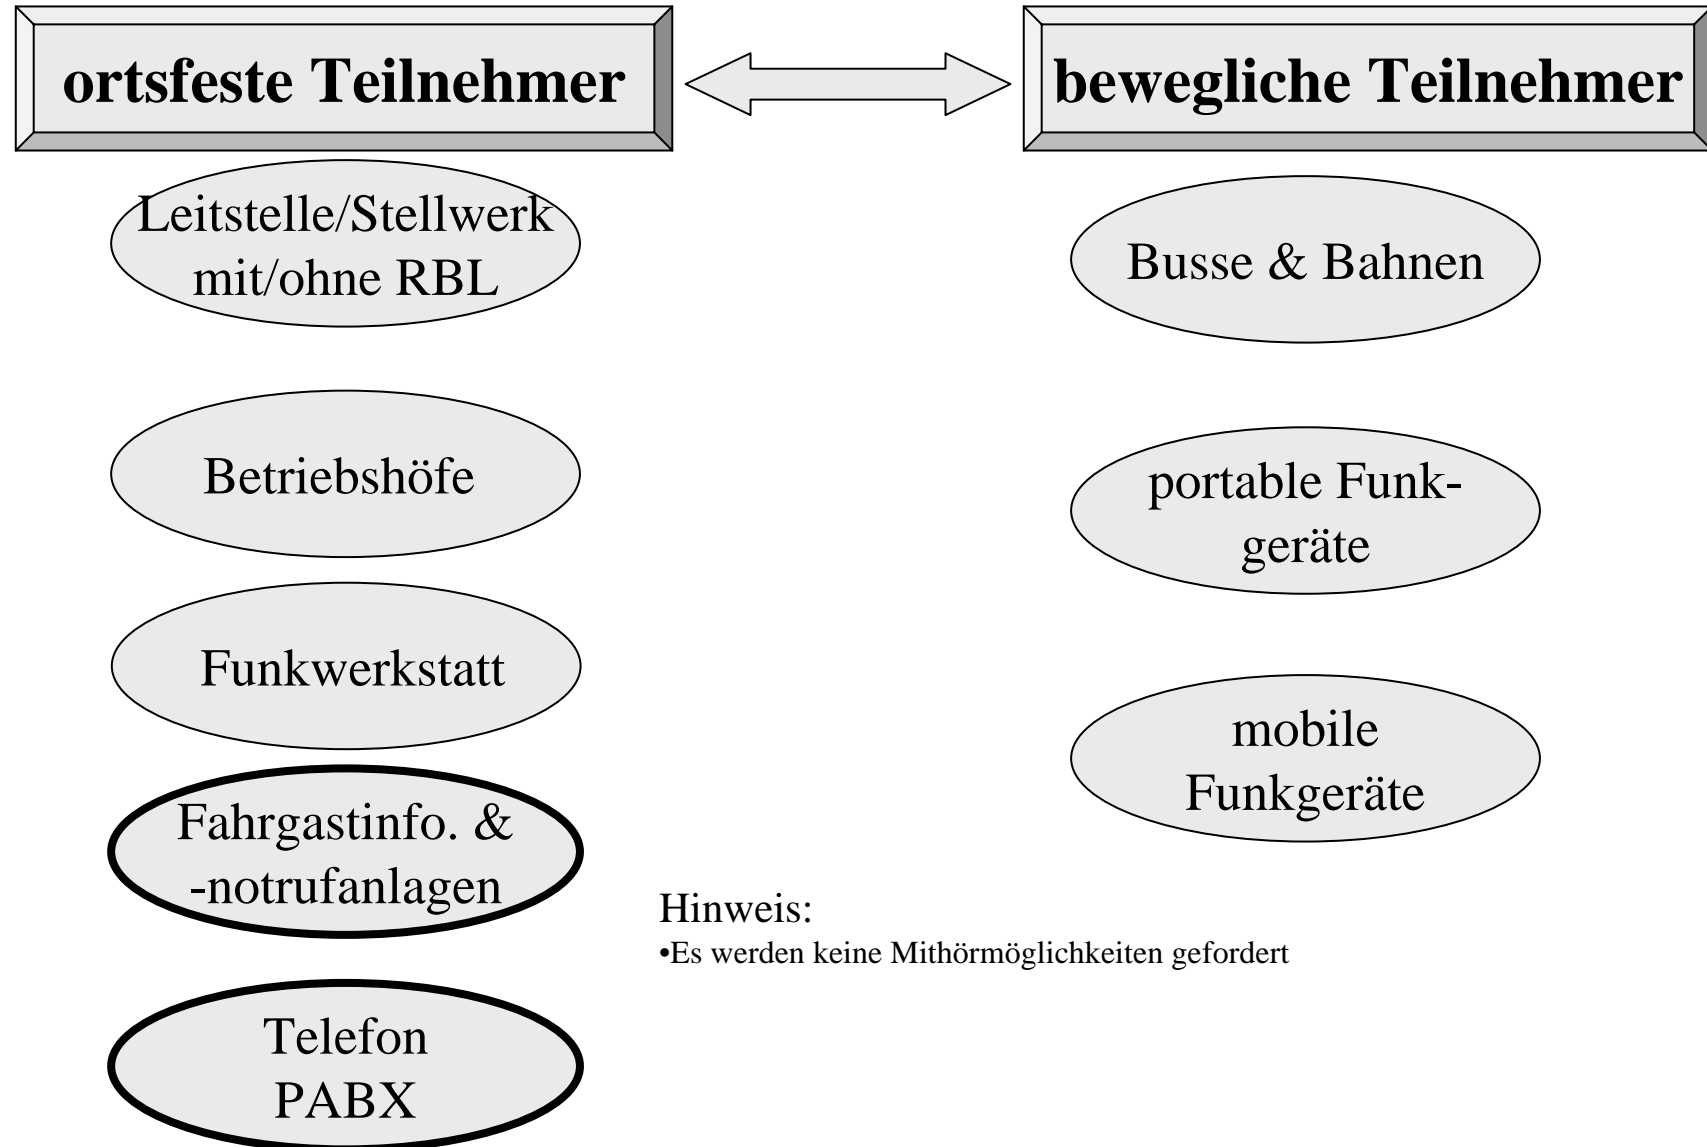 ortsfeste Teilnehmer
bewegliche Teilnehmer
Leitstelle/Stellwerk
mit/ohne RBL
Betriebshöfe
Funkwerkstatt
Fahrgastinfo. &
-notrufanlagen
Telefon
PABX
Busse & Bahnen
portable Funk-
geräte
mobile
Funkgeräte
Hinweis:
•Es werden keine Mithörmöglichkeiten gefordert